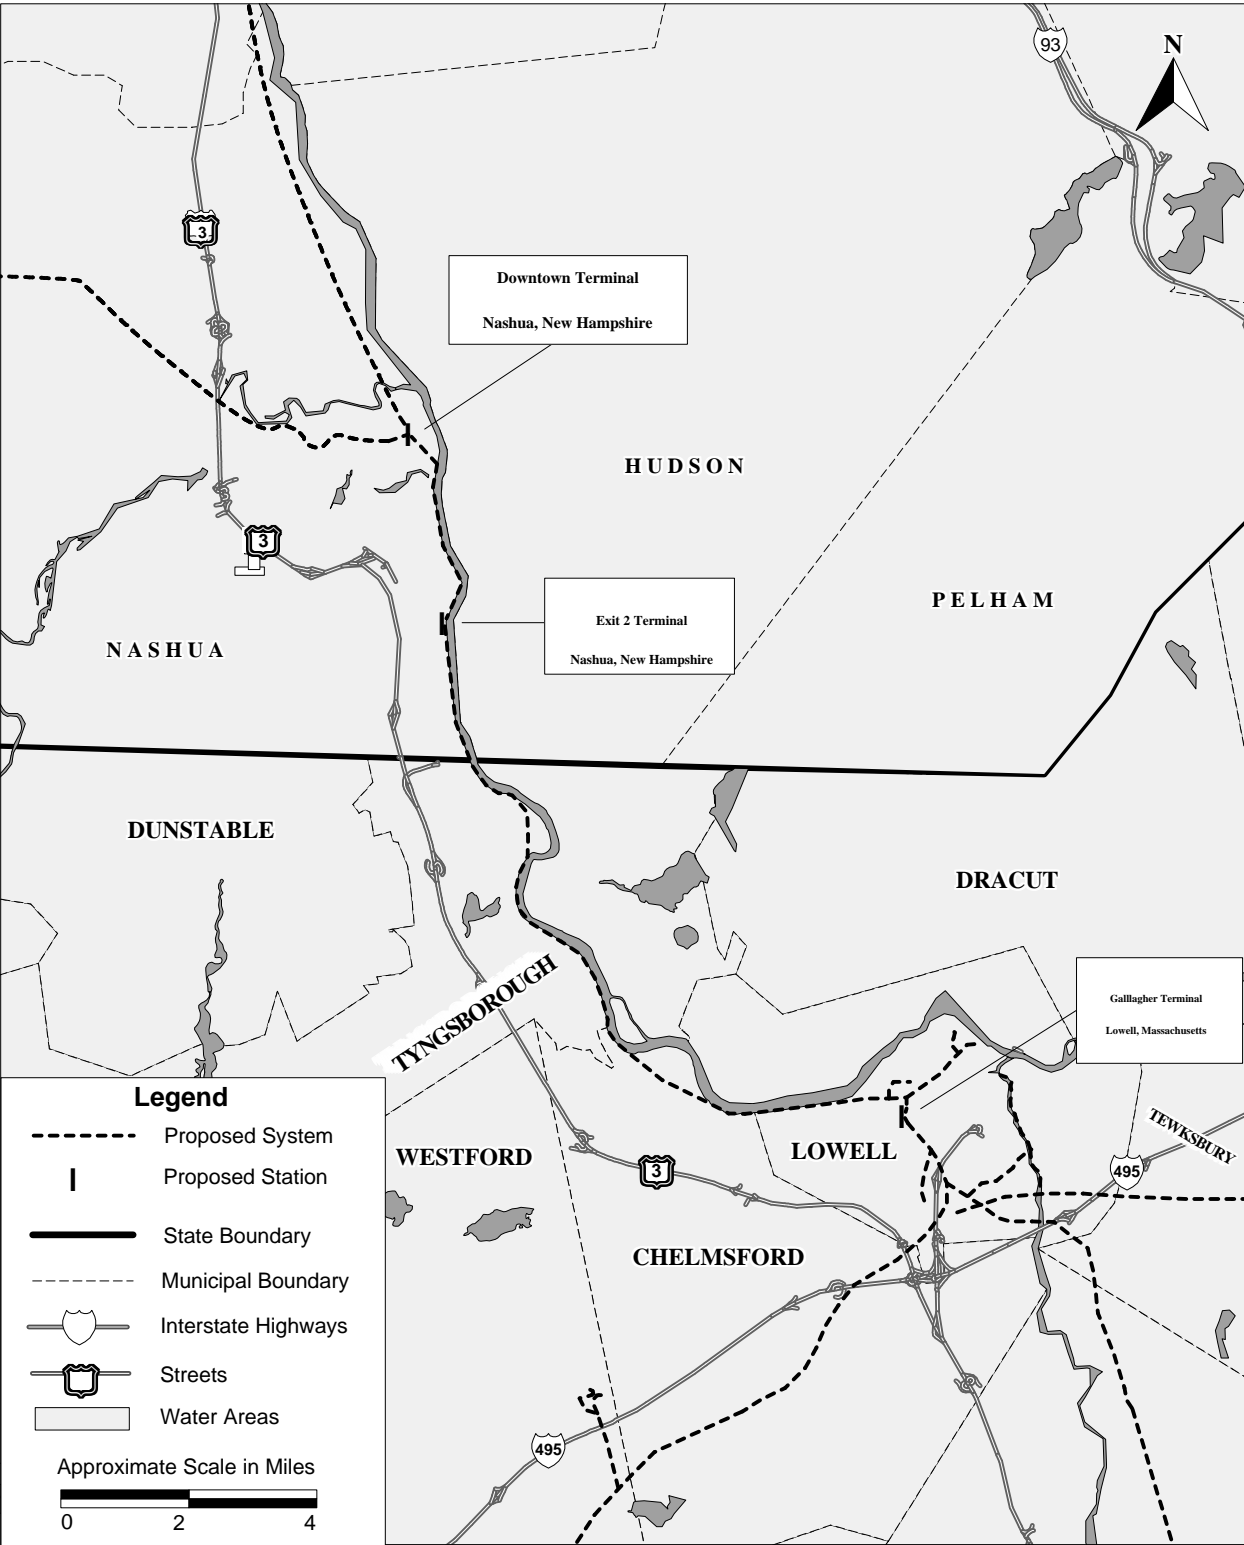 93
N
3
Downtown Terminal
Nashua, New Hampshire
HUDSON
3
PELHAM
Exit 2 Terminal
Nashua, New Hampshire
NASHUA
DUNSTABLE
DRACUT
TYNGSBOROUGH
Galllagher Terminal
Lowell, Massachusetts
TEWKSBURY
LOWELL
WESTFORD
3
495
CHELMSFORD
495
Legend
Proposed System
Proposed Station
State Boundary
Municipal Boundary
Interstate Highways
Streets
Water Areas
Approximate Scale in Miles
0 2 4